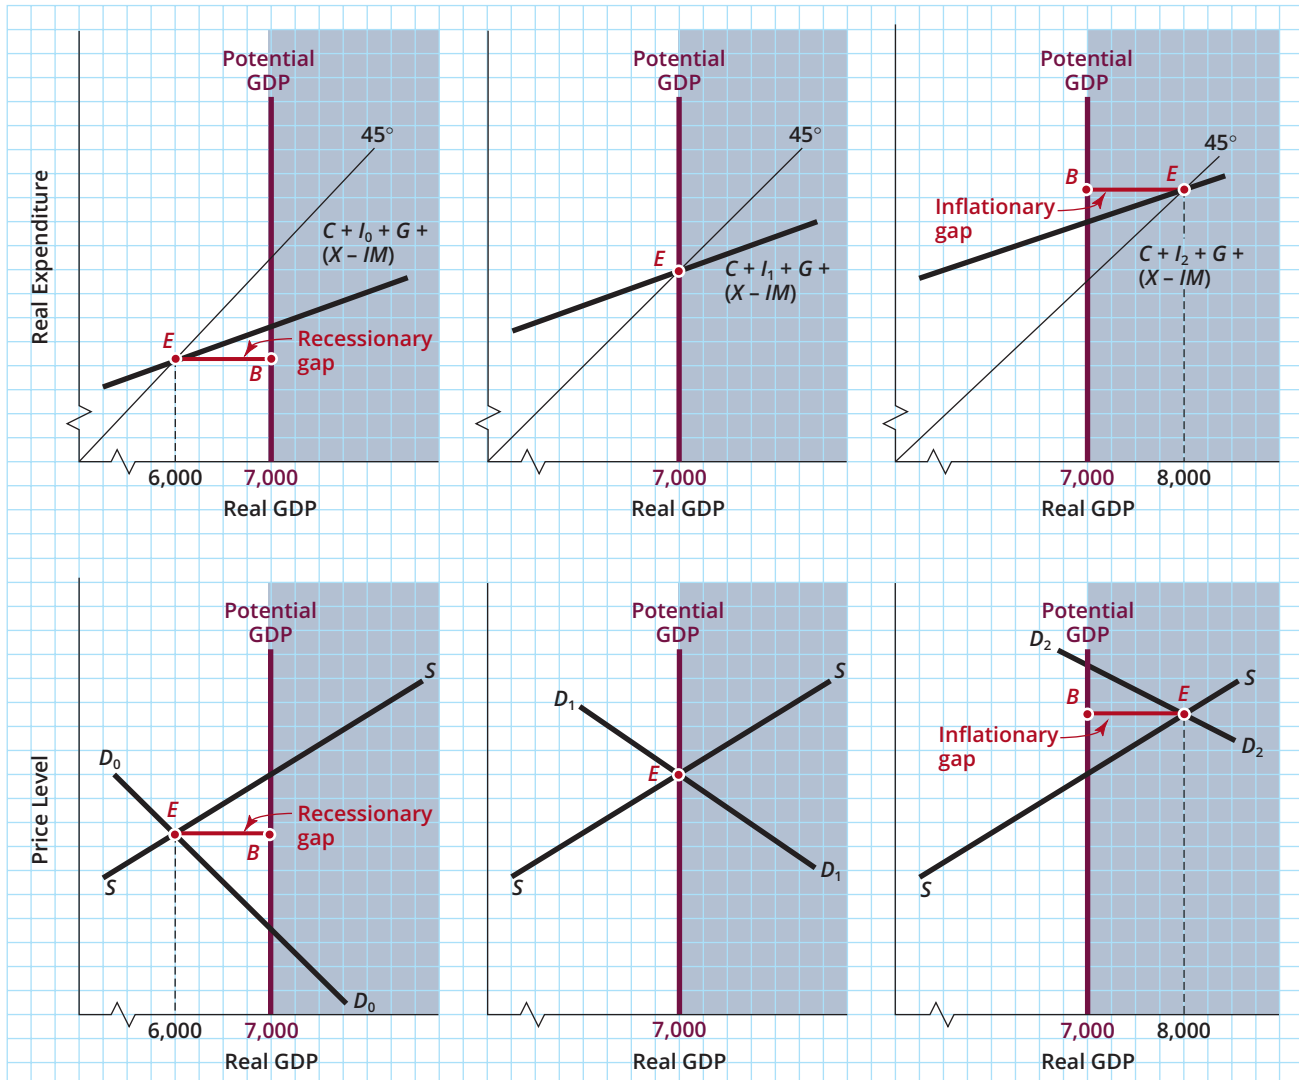 Real Expenditure
Potential
GDP
45°
C + I0 + G +
(X – IM)
E
Recessionary
gap
B
6,000
7,000
Real GDP
Potential
GDP
45°
E
C + I1 + G +
(X – IM)
7,000
Real GDP
Potential
GDP
45°
B
E
Inflationary
gap
C + I2 + G +
(X – IM)
7,000
8,000
Real GDP
Price Level
Potential
GDP
S
D0
E
Recessionary
gap
B
S
D0
6,000
7,000
Real GDP
Potential
GDP
S
D1
E
D1
S
7,000
Real GDP
Potential
GDP
D2
S
B
E
Inflationary
gap
D2
S
7,000
8,000
Real GDP